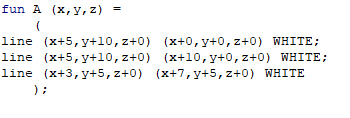 fun A (x,y,z) =
(
line (x+5,y+10,z+0) (x+0,y+0,z+0) WHITE;
line (x+5,y+10,z+0) (x+10,y+0,z+0) WHITE;
line (x+3,y+5,z+0) (x+7,y+5,z+0) WHITE
);